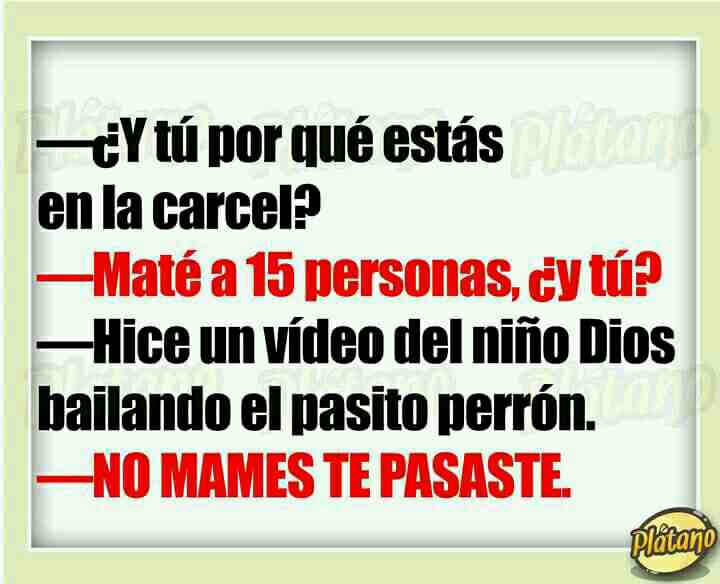 —¿Y tú por qué estás
en la carcel?
—Maté a 15 personas, ¿y tú?
—Hice un vídeo del niño Dios
bailando el pasito perrón.
—NO MAMES TE PASASTE.
Plátano